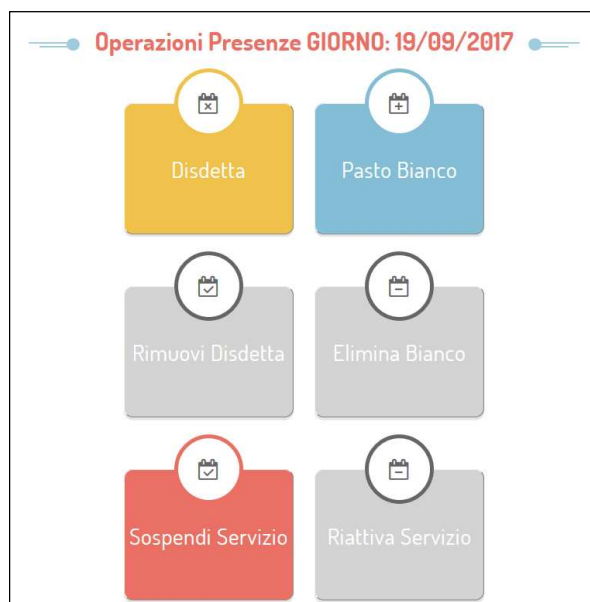 Operazioni Presenze GIORNO: 19/09/2017
Disdetta
Pasto Bianco
Rimuovi Disdetta
Elimina Bianco
Sospendi Servizio
Riattiva Servizio